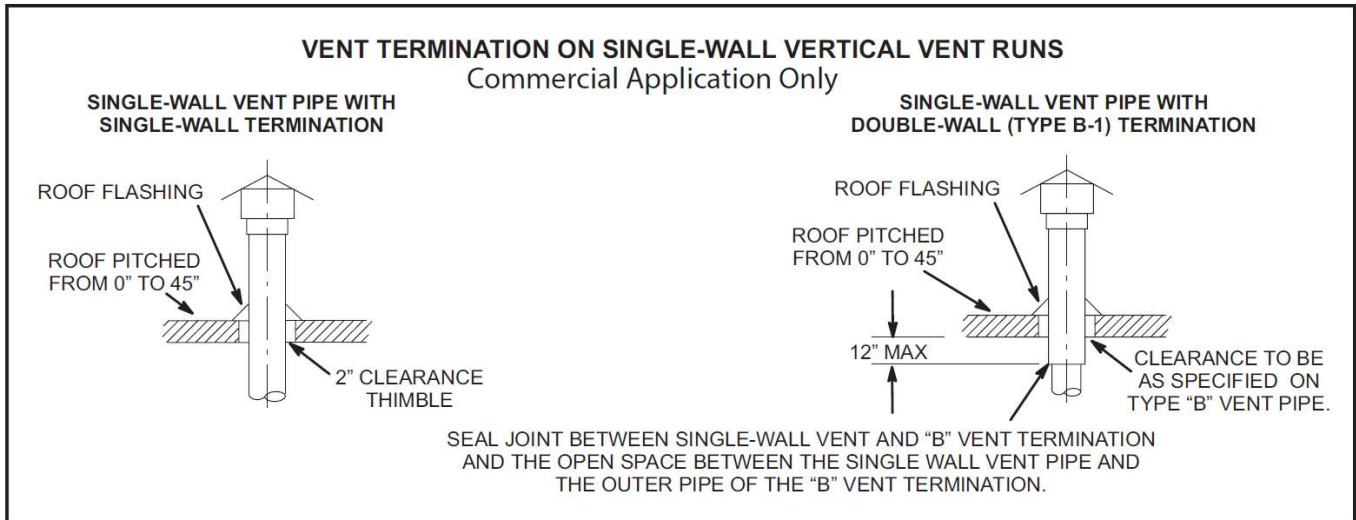 VENT TERMINATION ON SINGLE-WALL VERTICAL VENT RUNS
Commercial Application Only
SINGLE-WALL VENT PIPE WITH
SINGLE-WALL TERMINATION
ROOF FLASHING
ROOF PITCHED
FROM 0” TO 45”
2” CLEARANCE
THIMBLE
SINGLE-WALL VENT PIPE WITH
DOUBLE-WALL (TYPE B-1) TERMINATION
ROOF FLASHING
ROOF PITCHED
FROM 0” TO 45”
12” MAX
CLEARANCE TO BE
AS SPECIFIED ON
TYPE “B” VENT PIPE.
SEAL JOINT BETWEEN SINGLE-WALL VENT AND “B” VENT TERMINATION
AND THE OPEN SPACE BETWEEN THE SINGLE WALL VENT PIPE AND
THE OUTER PIPE OF THE “B” VENT TERMINATION.